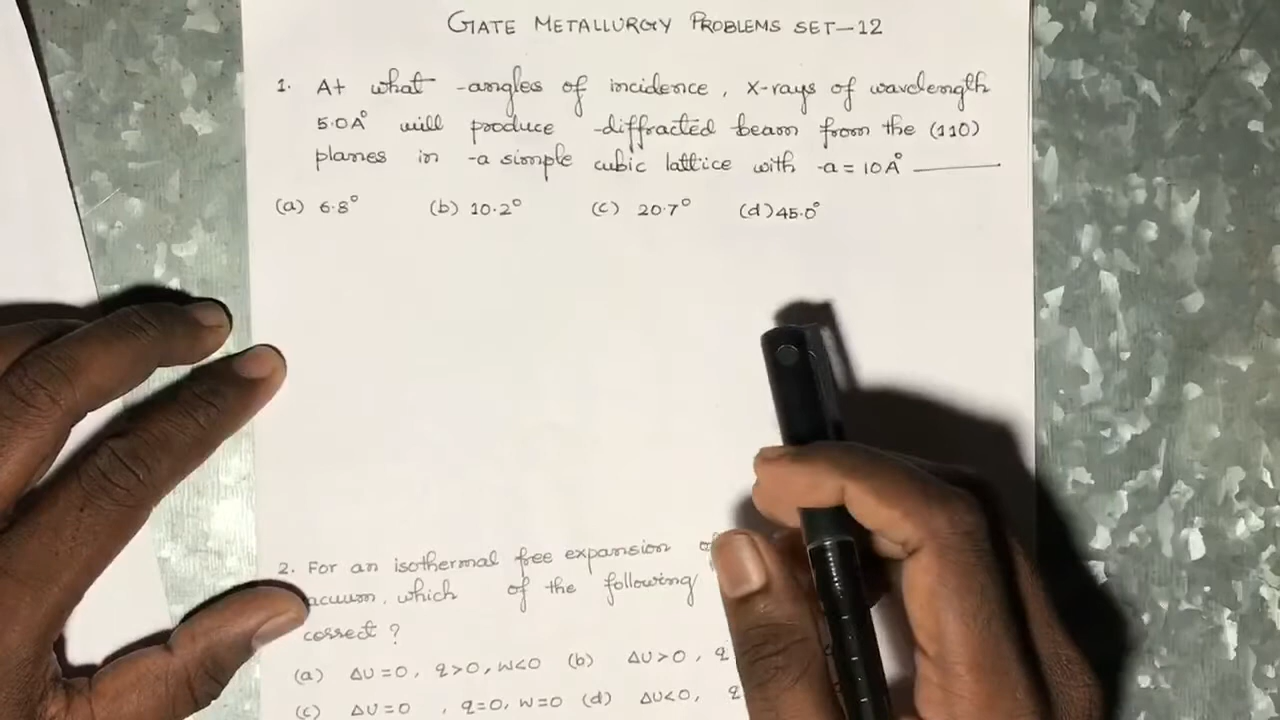 GATE METALLURGY PROBLEMS SET-12
1. At what angles of incidence, X-rays of wavelength
5.0A° will produce diffracted beam from the (110)
planes in a simple cubic lattice with a = 10A° ______
(a) 6.8° (b) 10.2° (c) 20.7° (d) 45.0°
2. For an isothermal free expansion
which of the following
correct ?
(a) ΔU=0, q>0, W<0 (b) ΔU>0, q
(c) ΔU=0, q=0, W=0 (d) ΔU<0,